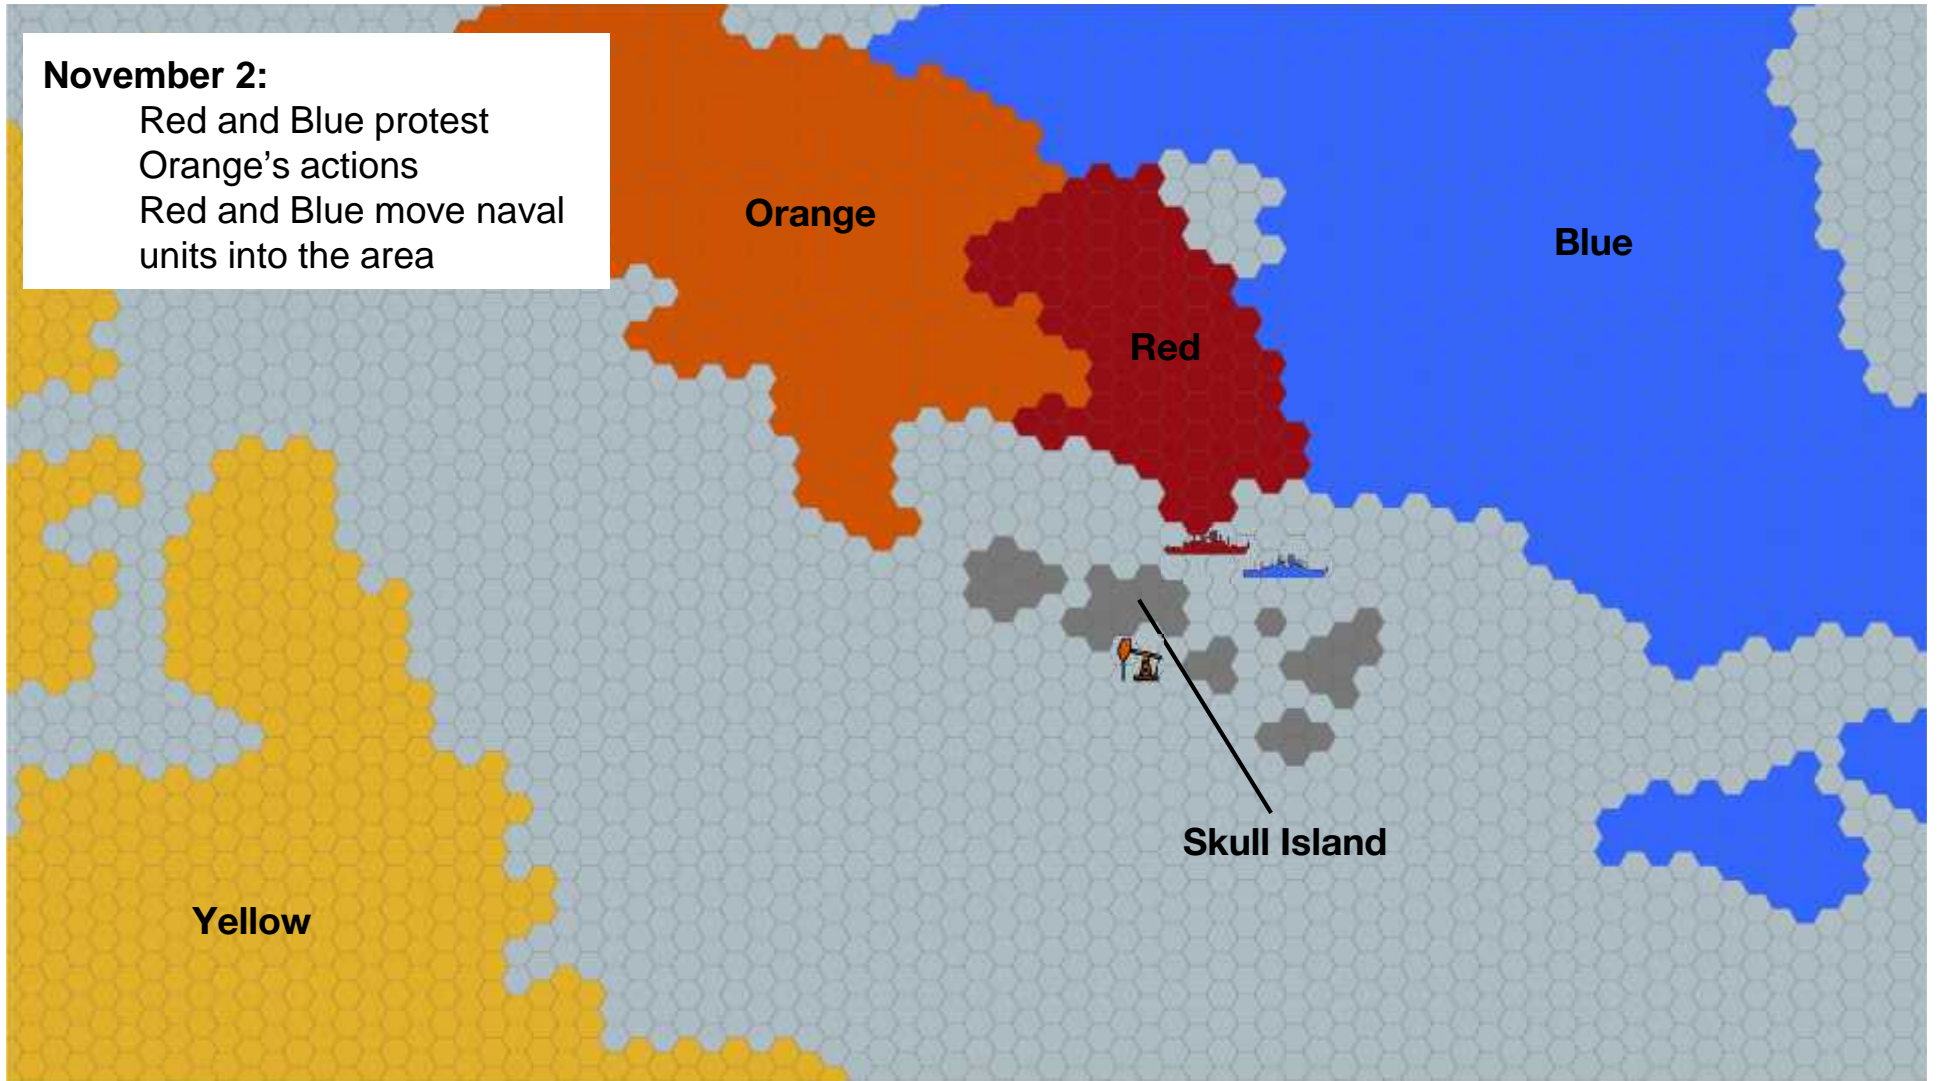 November 2:
Red and Blue protest
Orange’s actions
Red and Blue move naval
units into the area
Orange
Blue
Red
Skull Island
Yellow